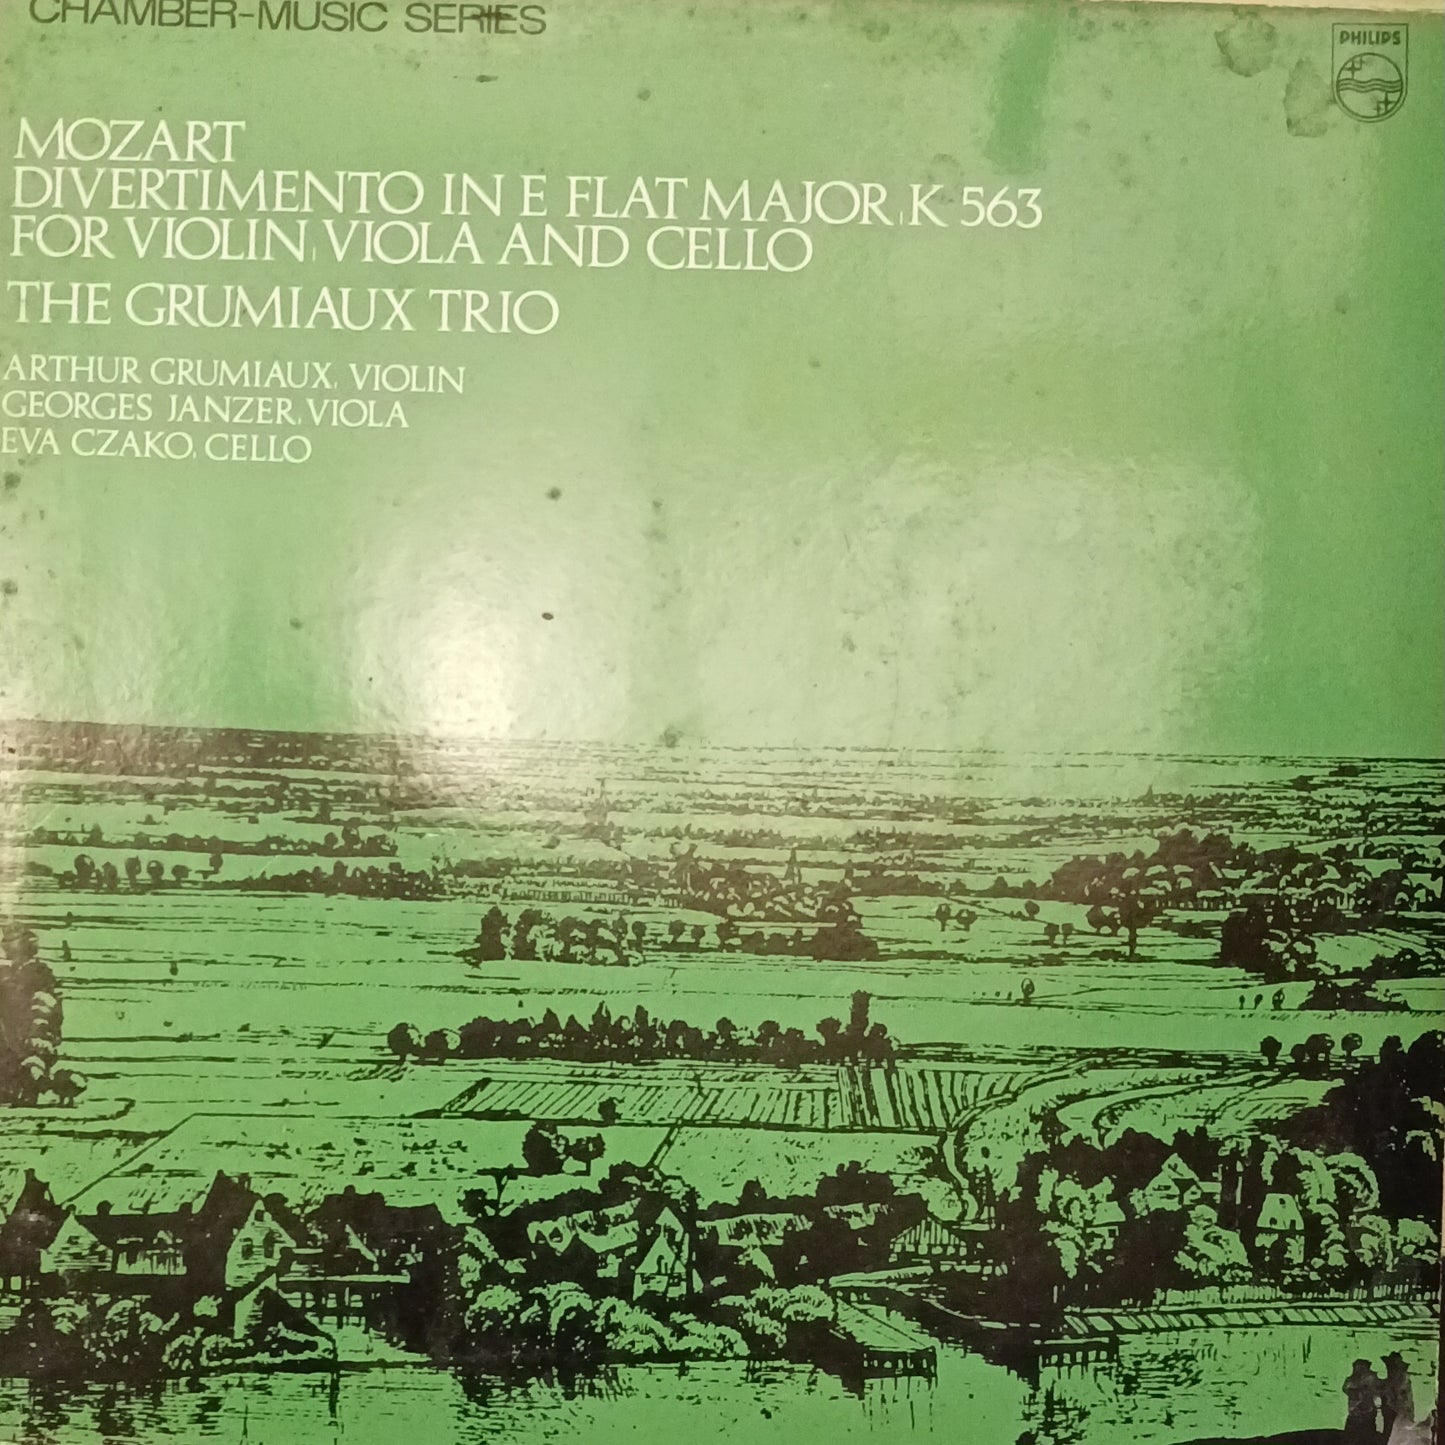 CHAMBER-MUSIC SERIES
PHILIPS
MOZART
DIVERTIMENTO IN E FLAT MAJOR, K 563
FOR VIOLIN, VIOLA AND CELLO
THE GRUMIAUX TRIO
ARTHUR GRUMIAUX, VIOLIN
GEORGES JANZER, VIOLA
EVA CZAKO, CELLO